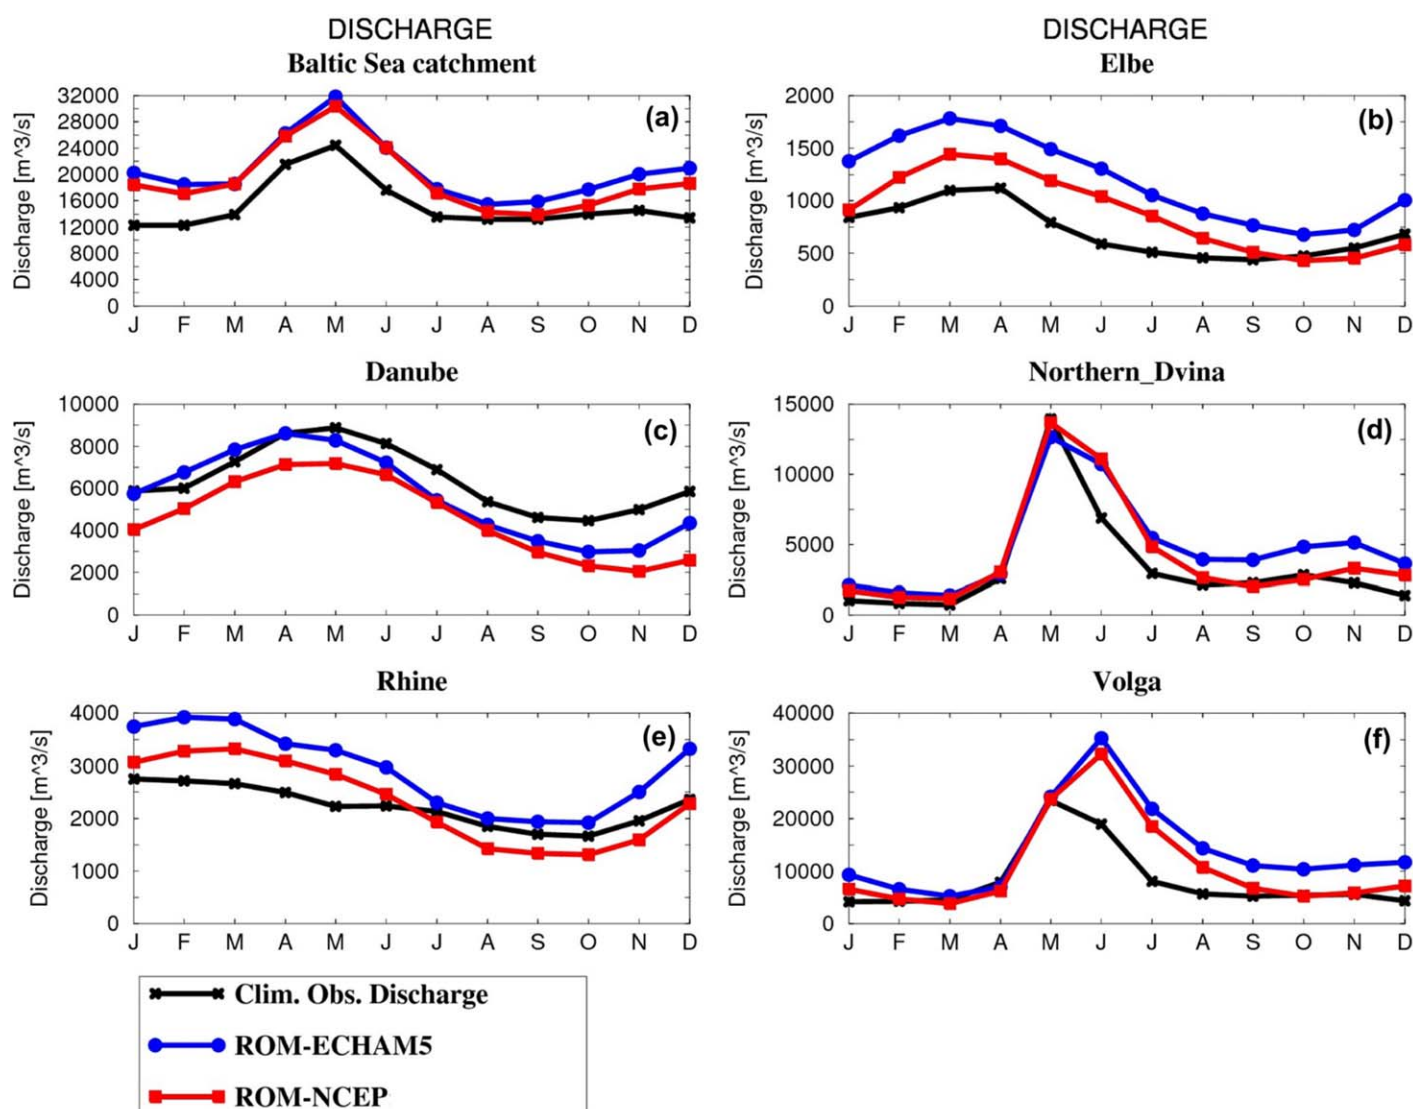 DISCHARGE
Baltic Sea catchment
Discharge [m^3/s]
32000
28000
24000
20000
16000
12000
8000
4000
0
J F M A M J J A S O N D
(a)
DISCHARGE
Elbe
Discharge [m^3/s]
2000
1500
1000
500
0
J F M A M J J A S O N D
(b)
Danube
Discharge [m^3/s]
10000
8000
6000
4000
2000
0
J F M A M J J A S O N D
(c)
Northern_Dvina
Discharge [m^3/s]
15000
10000
5000
0
J F M A M J J A S O N D
(d)
Rhine
Discharge [m^3/s]
4000
3000
2000
1000
0
J F M A M J J A S O N D
(e)
Volga
Discharge [m^3/s]
40000
30000
20000
10000
0
J F M A M J J A S O N D
(f)
Clim. Obs. Discharge
ROM-ECHAM5
ROM-NCEP